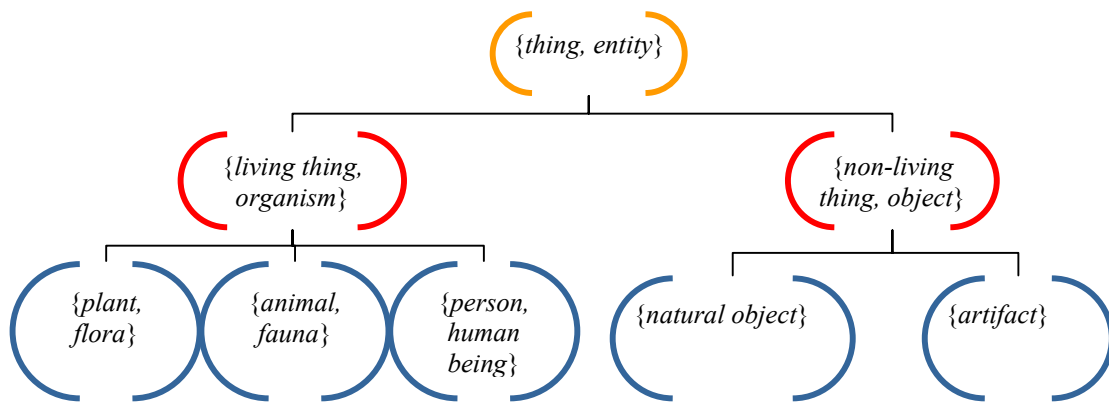 {thing, entity}
{living thing,
organism}
{non-living
thing, object}
{plant,
flora}
{animal,
fauna}
{person,
human
being}
{natural object}
{artifact}